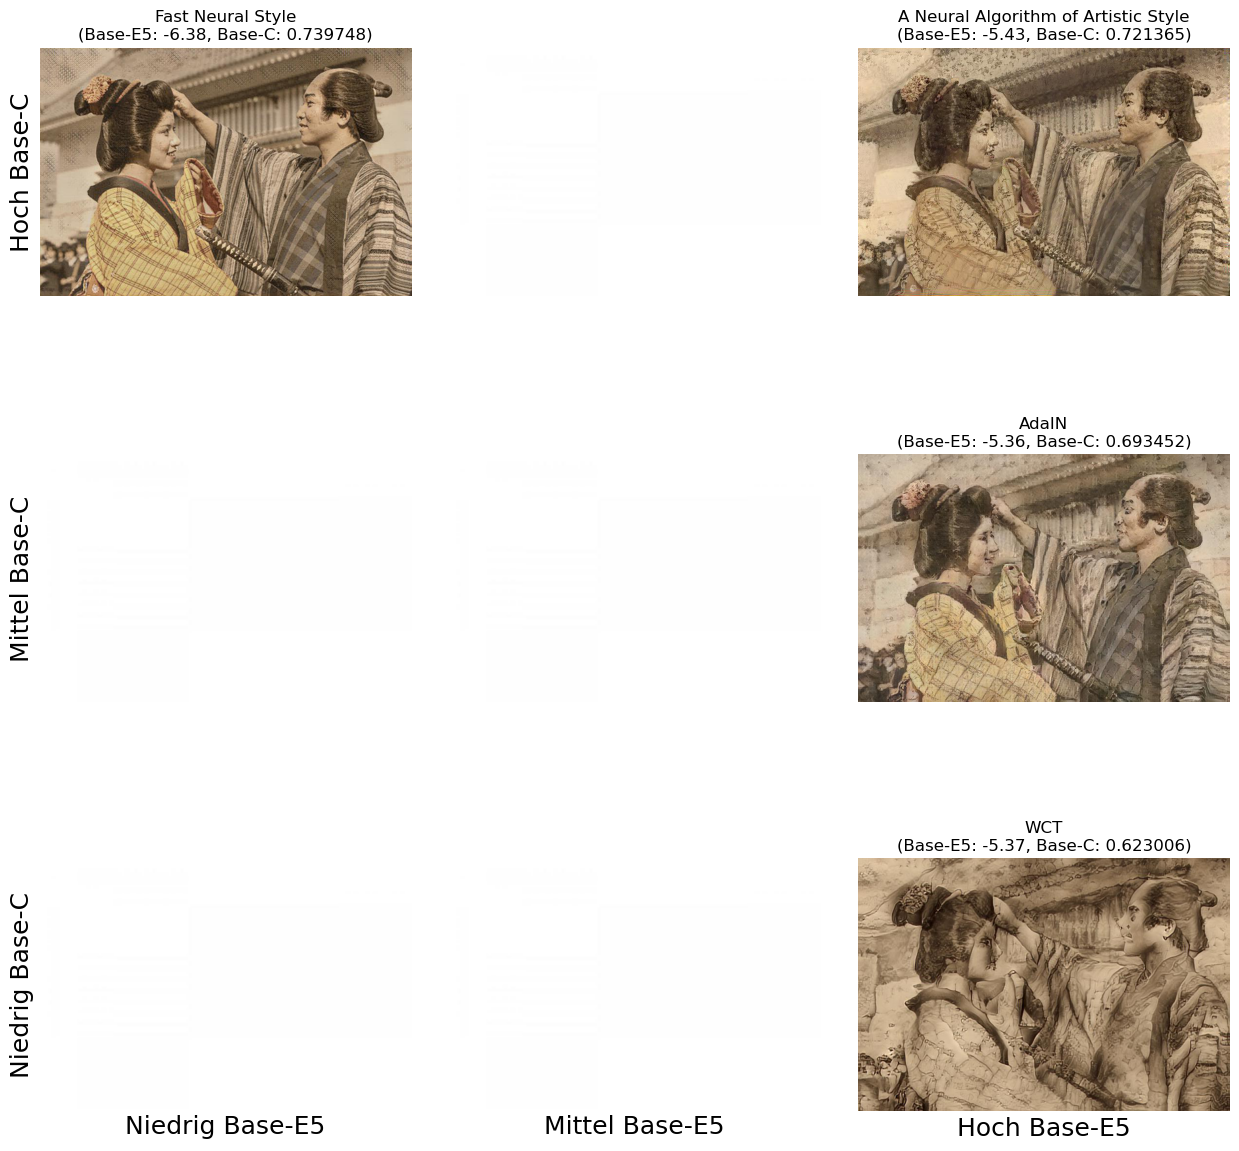 Fast Neural Style
(Base-E5: -6.38, Base-C: 0.739748)
A Neural Algorithm of Artistic Style
(Base-E5: -5.43, Base-C: 0.721365)
Hoch Base-C
AdaIN
(Base-E5: -5.36, Base-C: 0.693452)
Mittel Base-C
WCT
(Base-E5: -5.37, Base-C: 0.623006)
Niedrig Base-C
Niedrig Base-E5
Mittel Base-E5
Hoch Base-E5